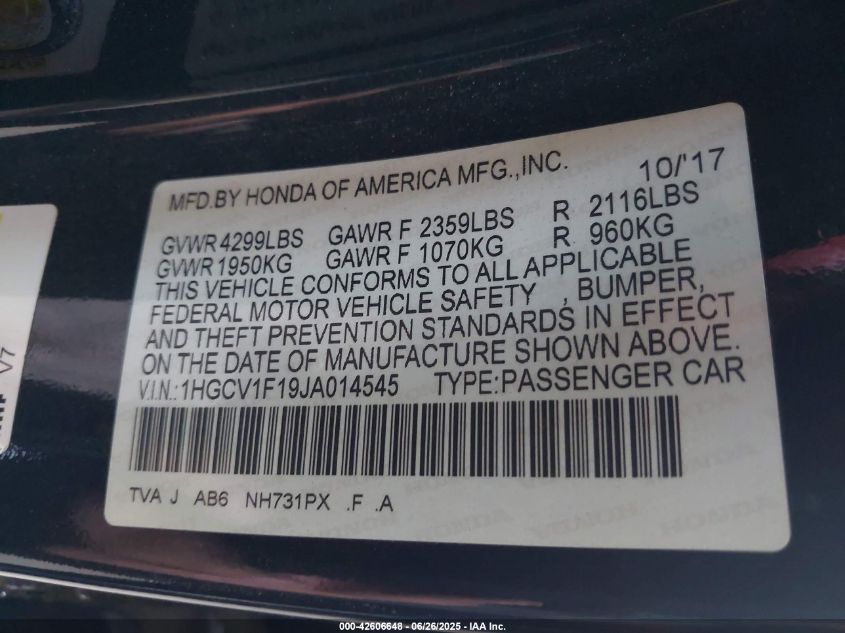 MFD.BY HONDA OF AMERICA MFG.,INC. 10/'17
GVWR 4299LBS GAWR F 2359LBS R 2116LBS
GVWR 1950KG GAWR F 1070KG R 960KG
THIS VEHICLE CONFORMS TO ALL APPLICABLE
FEDERAL MOTOR VEHICLE SAFETY , BUMPER,
AND THEFT PREVENTION STANDARDS IN EFFECT
ON THE DATE OF MANUFACTURE SHOWN ABOVE.
V.I.N.: 1HGCV1F19JA014545 TYPE:PASSENGER CAR
TVA J AB6 NH731PX .F .A
V7
000-42606648 - 06/26/2025 - IAA Inc.